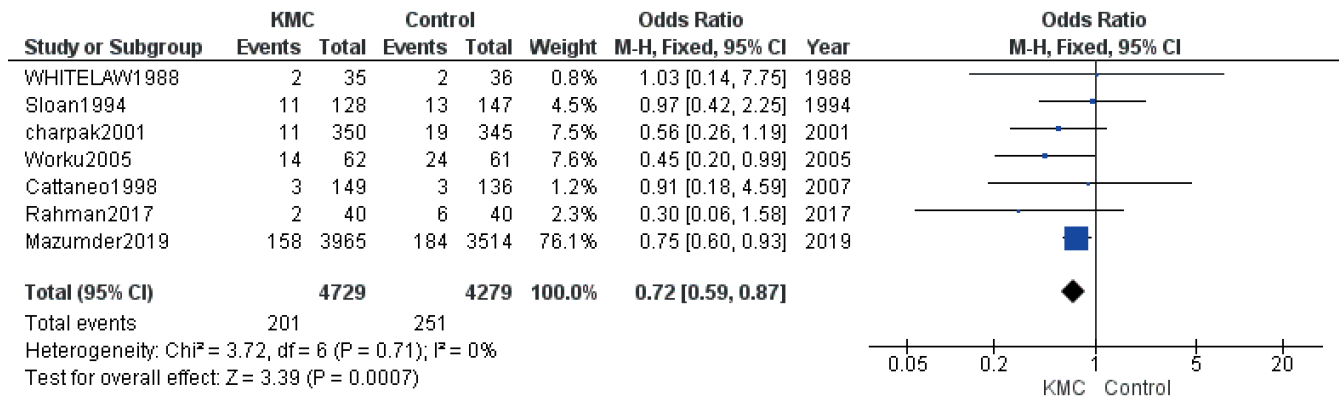 KMC Control Odds Ratio Odds Ratio
Study or Subgroup Events Total Events Total Weight M-H, Fixed, 95% CI Year M-H, Fixed, 95% CI
WHITELAW1988 2 35 2 36 0.8% 1.03 [0.14, 7.75] 1988
Sloan1994 11 128 13 147 4.5% 0.97 [0.42, 2.25] 1994
charpak2001 11 350 19 345 7.5% 0.56 [0.26, 1.19] 2001
Worku2005 14 62 24 61 7.6% 0.45 [0.20, 0.99] 2005
Cattaneo1998 3 149 3 136 1.2% 0.91 [0.18, 4.59] 2007
Rahman2017 2 40 6 40 2.3% 0.30 [0.06, 1.58] 2017
Mazumder2019 158 3965 184 3514 76.1% 0.75 [0.60, 0.93] 2019
Total (95% CI) 4729 4279 100.0% 0.72 [0.59, 0.87]
Total events 201 251
Heterogeneity: Chi² = 3.72, df = 6 (P = 0.71); I² = 0%
Test for overall effect: Z = 3.39 (P = 0.0007)
0.05 0.2 1 5 20
KMC Control